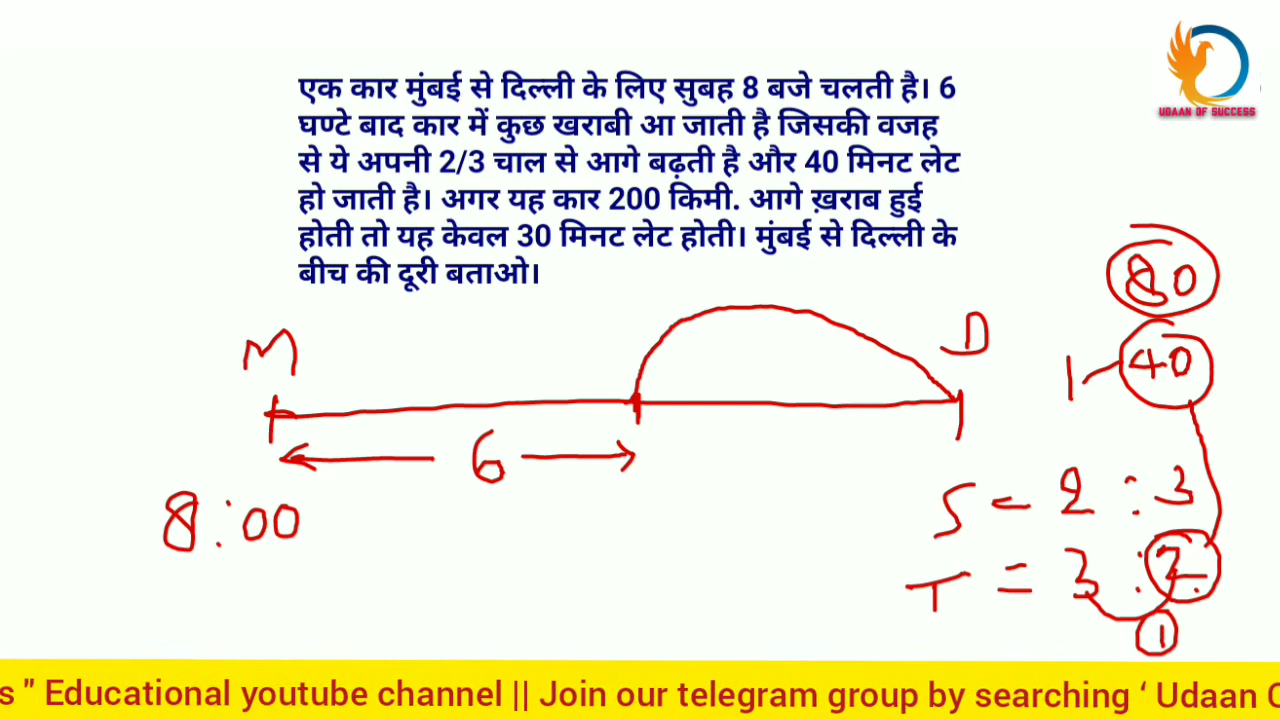 UDAAN OF SUCCESS
एक कार मुंबई से दिल्ली के लिए सुबह 8 बजे चलती है। 6
घण्टे बाद कार में कुछ खराबी आ जाती है जिसकी वजह
से ये अपनी 2/3 चाल से आगे बढ़ती है और 40 मिनट लेट
हो जाती है। अगर यह कार 200 किमी. आगे ख़राब हुई
होती तो यह केवल 30 मिनट लेट होती। मुंबई से दिल्ली के
बीच की दूरी बताओ।
80
M D 1 40
6
8:00
S = 2 : 3
T = 3 : 2
1
s " Educational youtube channel || Join our telegram group by searching ‘ Udaan